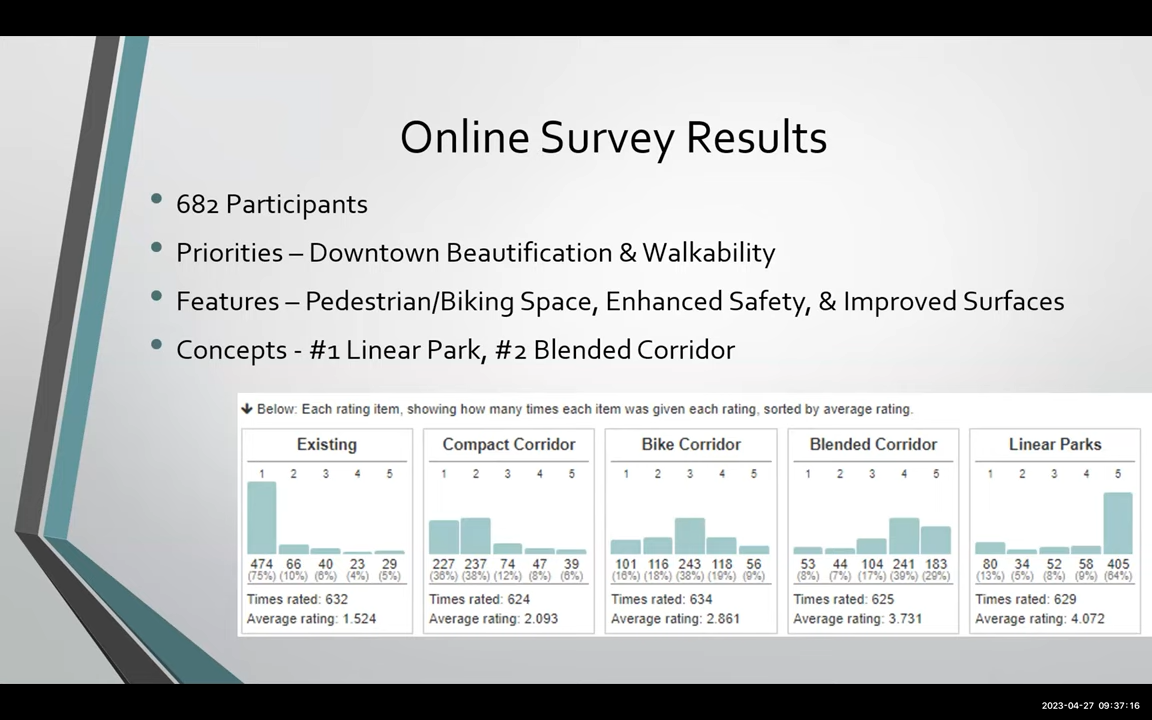 Online Survey Results
• 682 Participants
• Priorities – Downtown Beautification & Walkability
• Features – Pedestrian/Biking Space, Enhanced Safety, & Improved Surfaces
• Concepts - #1 Linear Park, #2 Blended Corridor
Below: Each rating item, showing how many times each item was given each rating, sorted by average rating.
Existing
1 2 3 4 5
474 66 40 23 29
(75%) (10%) (6%) (4%) (5%)
Times rated: 632
Average rating: 1.524
Compact Corridor
1 2 3 4 5
227 237 74 47 39
(36%) (38%) (12%) (8%) (6%)
Times rated: 624
Average rating: 2.093
Bike Corridor
1 2 3 4 5
101 116 243 118 56
(16%) (18%) (38%) (19%) (9%)
Times rated: 634
Average rating: 2.861
Blended Corridor
1 2 3 4 5
53 44 104 241 183
(8%) (7%) (17%) (39%) (29%)
Times rated: 625
Average rating: 3.731
Linear Parks
1 2 3 4 5
80 34 52 58 405
(13%) (5%) (8%) (9%) (64%)
Times rated: 629
Average rating: 4.072
2023-04-27 09:37:16